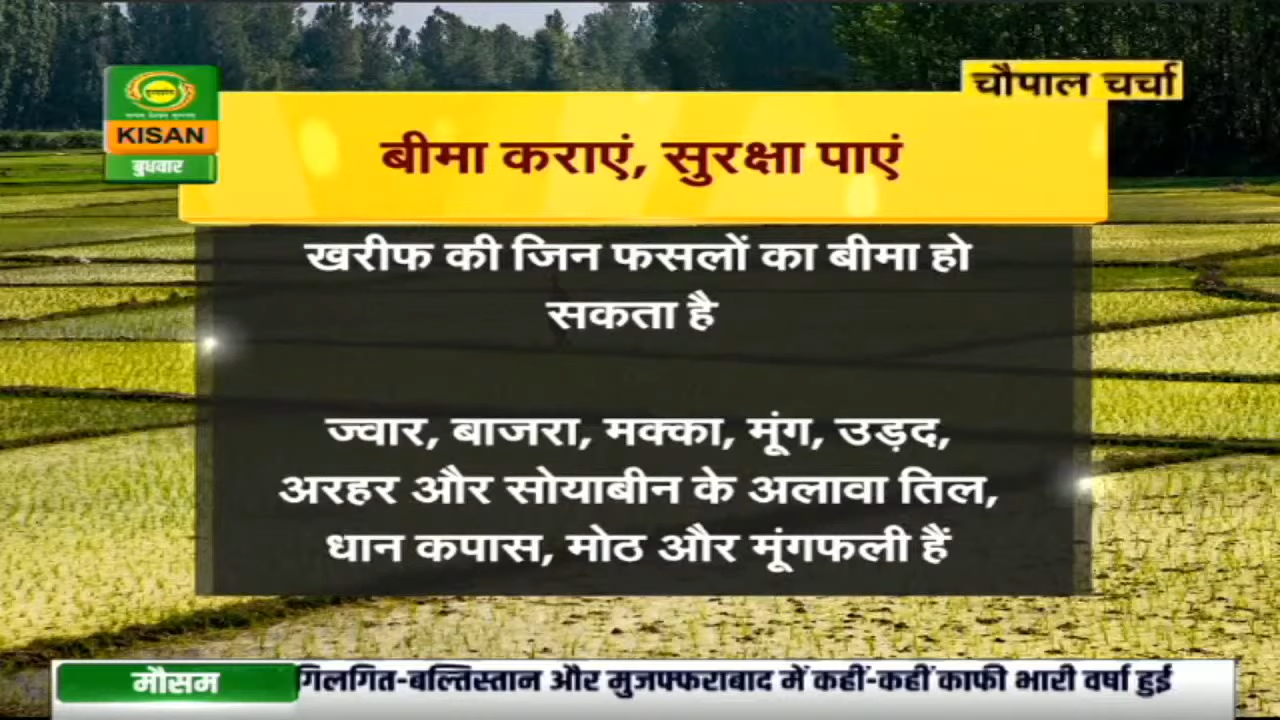 चौपाल चर्चा
KISAN
बुधवार
बीमा कराएं, सुरक्षा पाएं
खरीफ की जिन फसलों का बीमा हो
सकता है
ज्वार, बाजरा, मक्का, मूंग, उड़द,
अरहर और सोयाबीन के अलावा तिल,
धान कपास, मोठ और मूंगफली हैं
मौसम
गिलगित-बल्तिस्तान और मुजफ्फराबाद में कहीं-कहीं काफी भारी वर्षा हुई